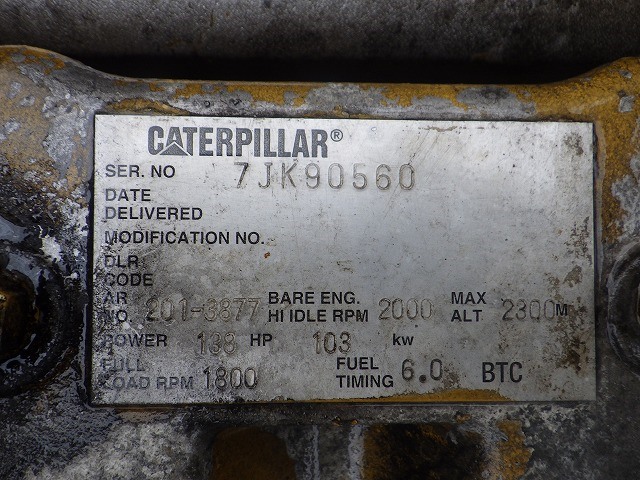 CATERPILLAR®
SER. NO 7JK90560
DATE
DELIVERED
MODIFICATION NO.
DLR
CODE
AR
NO. 201-3877 BARE ENG. HI IDLE RPM 2000 MAX ALT 2300M
POWER 138 HP 103 kw
FULL
LOAD RPM 1800 FUEL TIMING 6.0 BTC